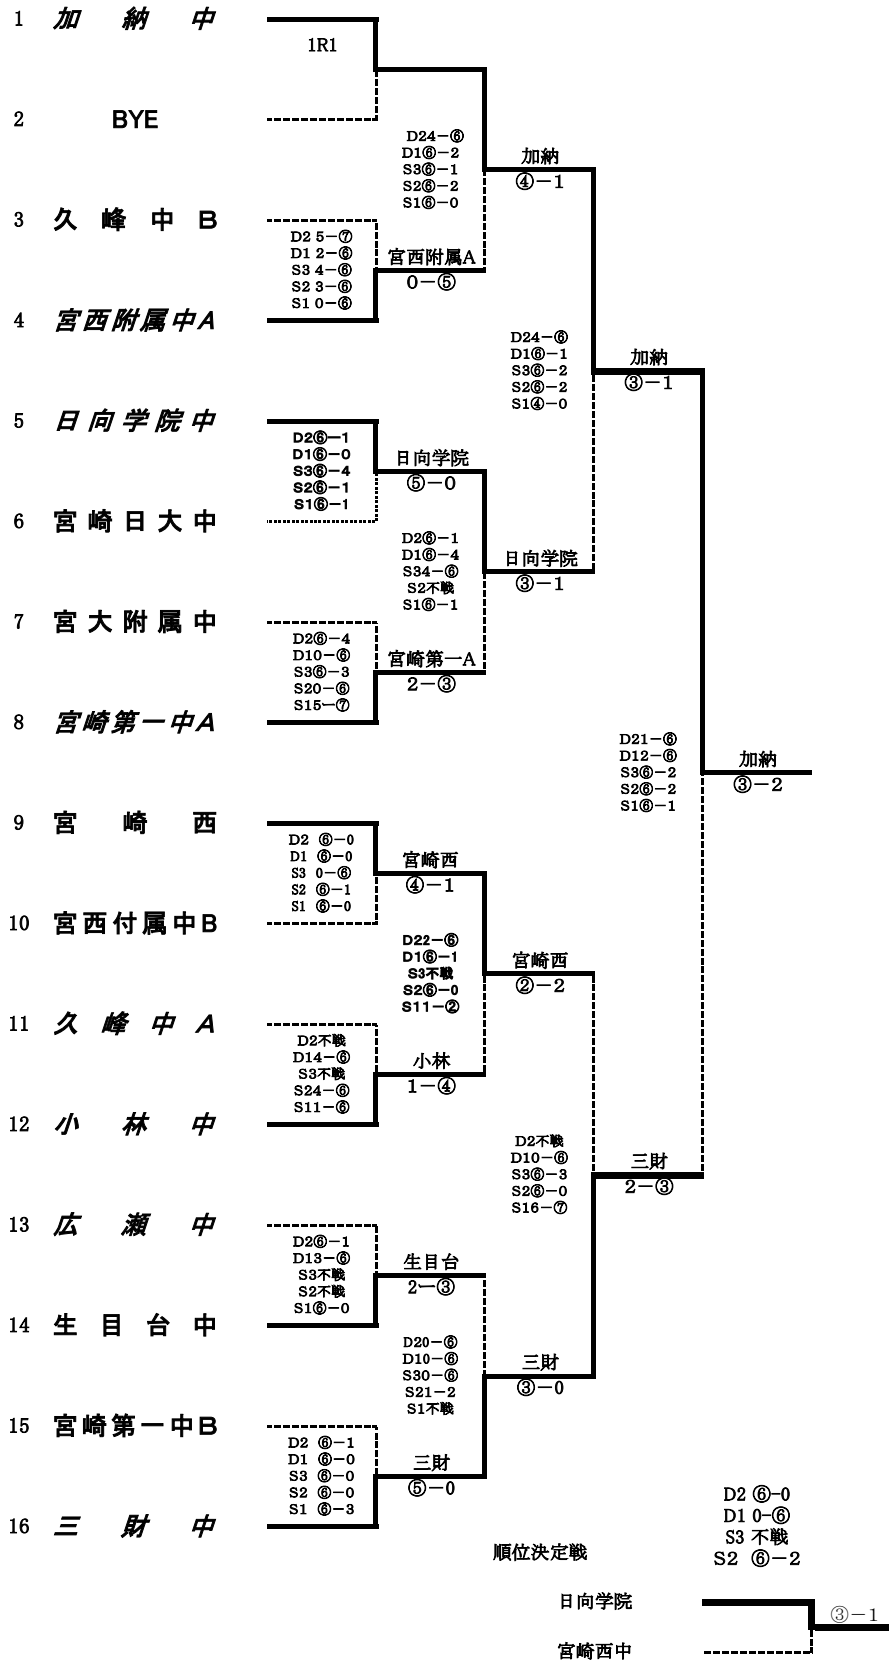 1 加納中
1R1
2 BYE
D24-⑥
D1⑥-2
S3⑥-1
S2⑥-2
S1⑥-0
加納
④-1
3 久峰中B
D2 5-⑦
D1 2-⑥
S3 4-⑥
S2 3-⑥
S1 0-⑥
宮西附属A
0-⑤
4 宮西附属中A
D24-⑥
D1⑥-1
S3⑥-2
S2⑥-2
S1④-0
加納
③-1
5 日向学院中
D2⑥-1
D1⑥-0
S3⑥-4
S2⑥-1
S1⑥-1
日向学院
⑤-0
6 宮崎日大中
D2⑥-1
D1⑥-4
S34-⑥
S2不戦
S1⑥-1
日向学院
③-1
7 宮大附属中
D2⑥-4
D10-⑥
S3⑥-3
S20-⑥
S15-⑦
宮崎第一A
2-③
8 宮崎第一中A
D21-⑥
D12-⑥
S3⑥-2
S2⑥-2
S1⑥-1
加納
③-2
9 宮崎西
D2 ⑥-0
D1 ⑥-0
S3 0-⑥
S2 ⑥-1
S1 ⑥-0
宮崎西
④-1
10 宮西付属中B
D22-⑥
D1⑥-1
S3不戦
S2⑥-0
S11-②
宮崎西
②-2
11 久峰中A
D2不戦
D14-⑥
S3不戦
S24-⑥
S11-⑥
小林
1-④
12 小林中
D2不戦
D10-⑥
S3⑥-3
S2⑥-0
S16-⑦
三財
2-③
13 広瀬中
D2⑥-1
D13-⑥
S3不戦
S2不戦
S1⑥-0
生目台
2-③
14 生目台中
D20-⑥
D10-⑥
S30-⑥
S21-2
S1不戦
三財
③-0
15 宮崎第一中B
D2 ⑥-1
D1 ⑥-0
S3 ⑥-0
S2 ⑥-0
S1 ⑥-3
三財
⑤-0
16 三財中
順位決定戦
D2 ⑥-0
D1 0-⑥
S3 不戦
S2 ⑥-2
日向学院
③-1
宮崎西中